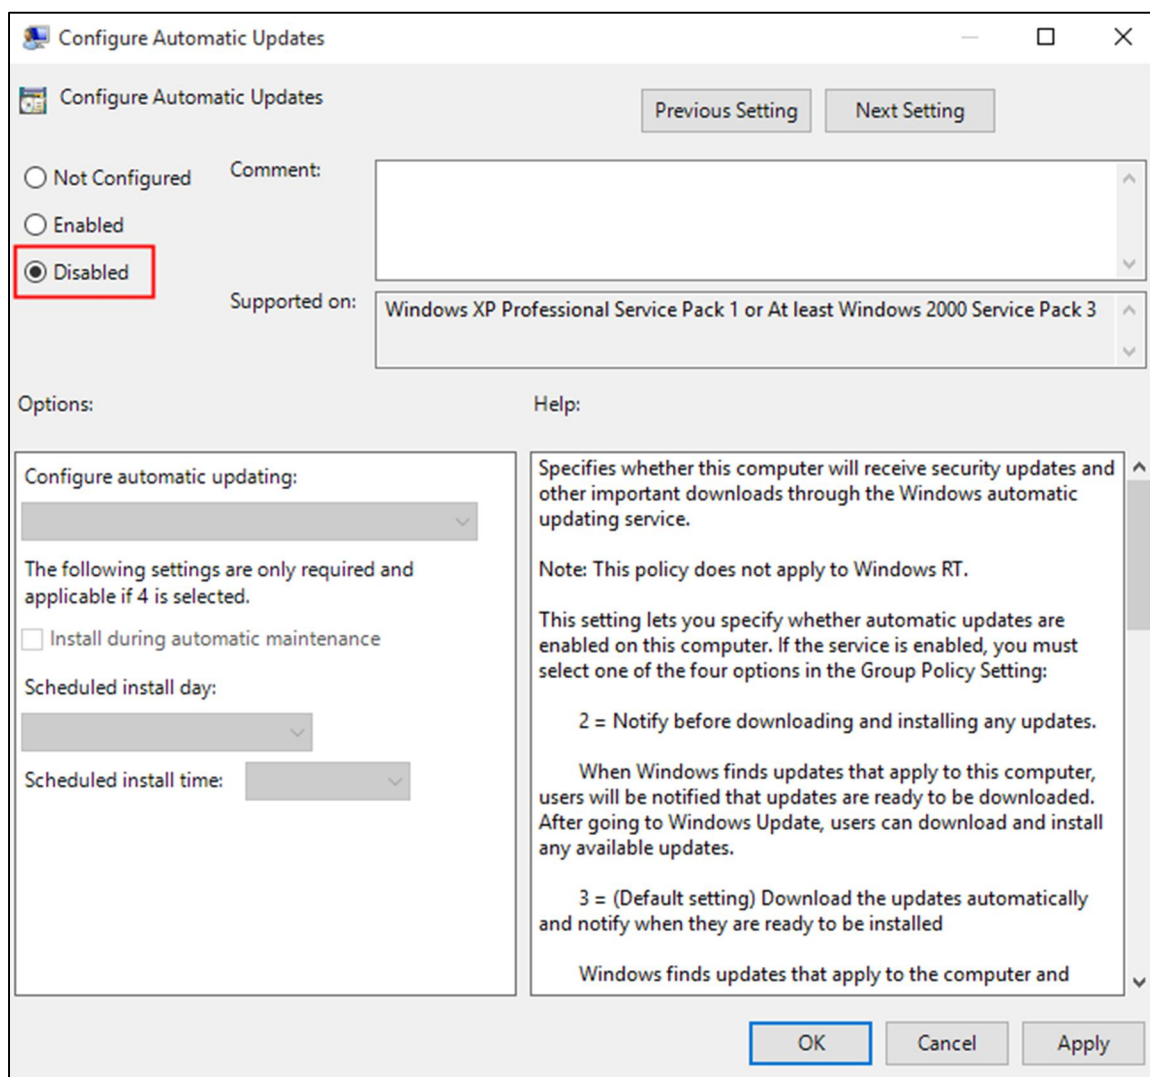 Configure Automatic Updates
Configure Automatic Updates
Previous Setting
Next Setting
Not Configured
Comment:
Enabled
Disabled
Supported on:
Windows XP Professional Service Pack 1 or At least Windows 2000 Service Pack 3
Options:
Help:
Configure automatic updating:
The following settings are only required and
applicable if 4 is selected.
Install during automatic maintenance
Scheduled install day:
Scheduled install time:
Specifies whether this computer will receive security updates and
other important downloads through the Windows automatic
updating service.
Note: This policy does not apply to Windows RT.
This setting lets you specify whether automatic updates are
enabled on this computer. If the service is enabled, you must
select one of the four options in the Group Policy Setting:
2 = Notify before downloading and installing any updates.
When Windows finds updates that apply to this computer,
users will be notified that updates are ready to be downloaded.
After going to Windows Update, users can download and install
any available updates.
3 = (Default setting) Download the updates automatically
and notify when they are ready to be installed
Windows finds updates that apply to the computer and
OK
Cancel
Apply